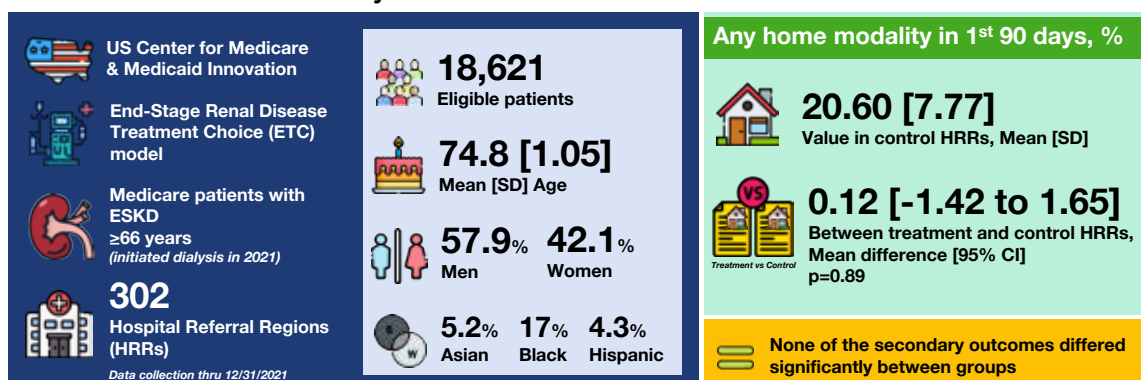 US Center for Medicare
& Medicaid Innovation
End-Stage Renal Disease
Treatment Choice (ETC)
model
Medicare patients with
ESKD
≥66 years
(initiated dialysis in 2021)
302
Hospital Referral Regions
(HRRs)
Data collection thru 12/31/2021
18,621
Eligible patients
74.8 [1.05]
Mean [SD] Age
57.9% 42.1%
Men Women
W
5.2% 17% 4.3%
Asian Black Hispanic
Any home modality in 1st 90 days, %
20.60 [7.77]
Value in control HRRs, Mean [SD]
VS
Treatment vs Control
0.12 [-1.42 to 1.65]
Between treatment and control HRRs,
Mean difference [95% CI]
p=0.89
None of the secondary outcomes differed
significantly between groups